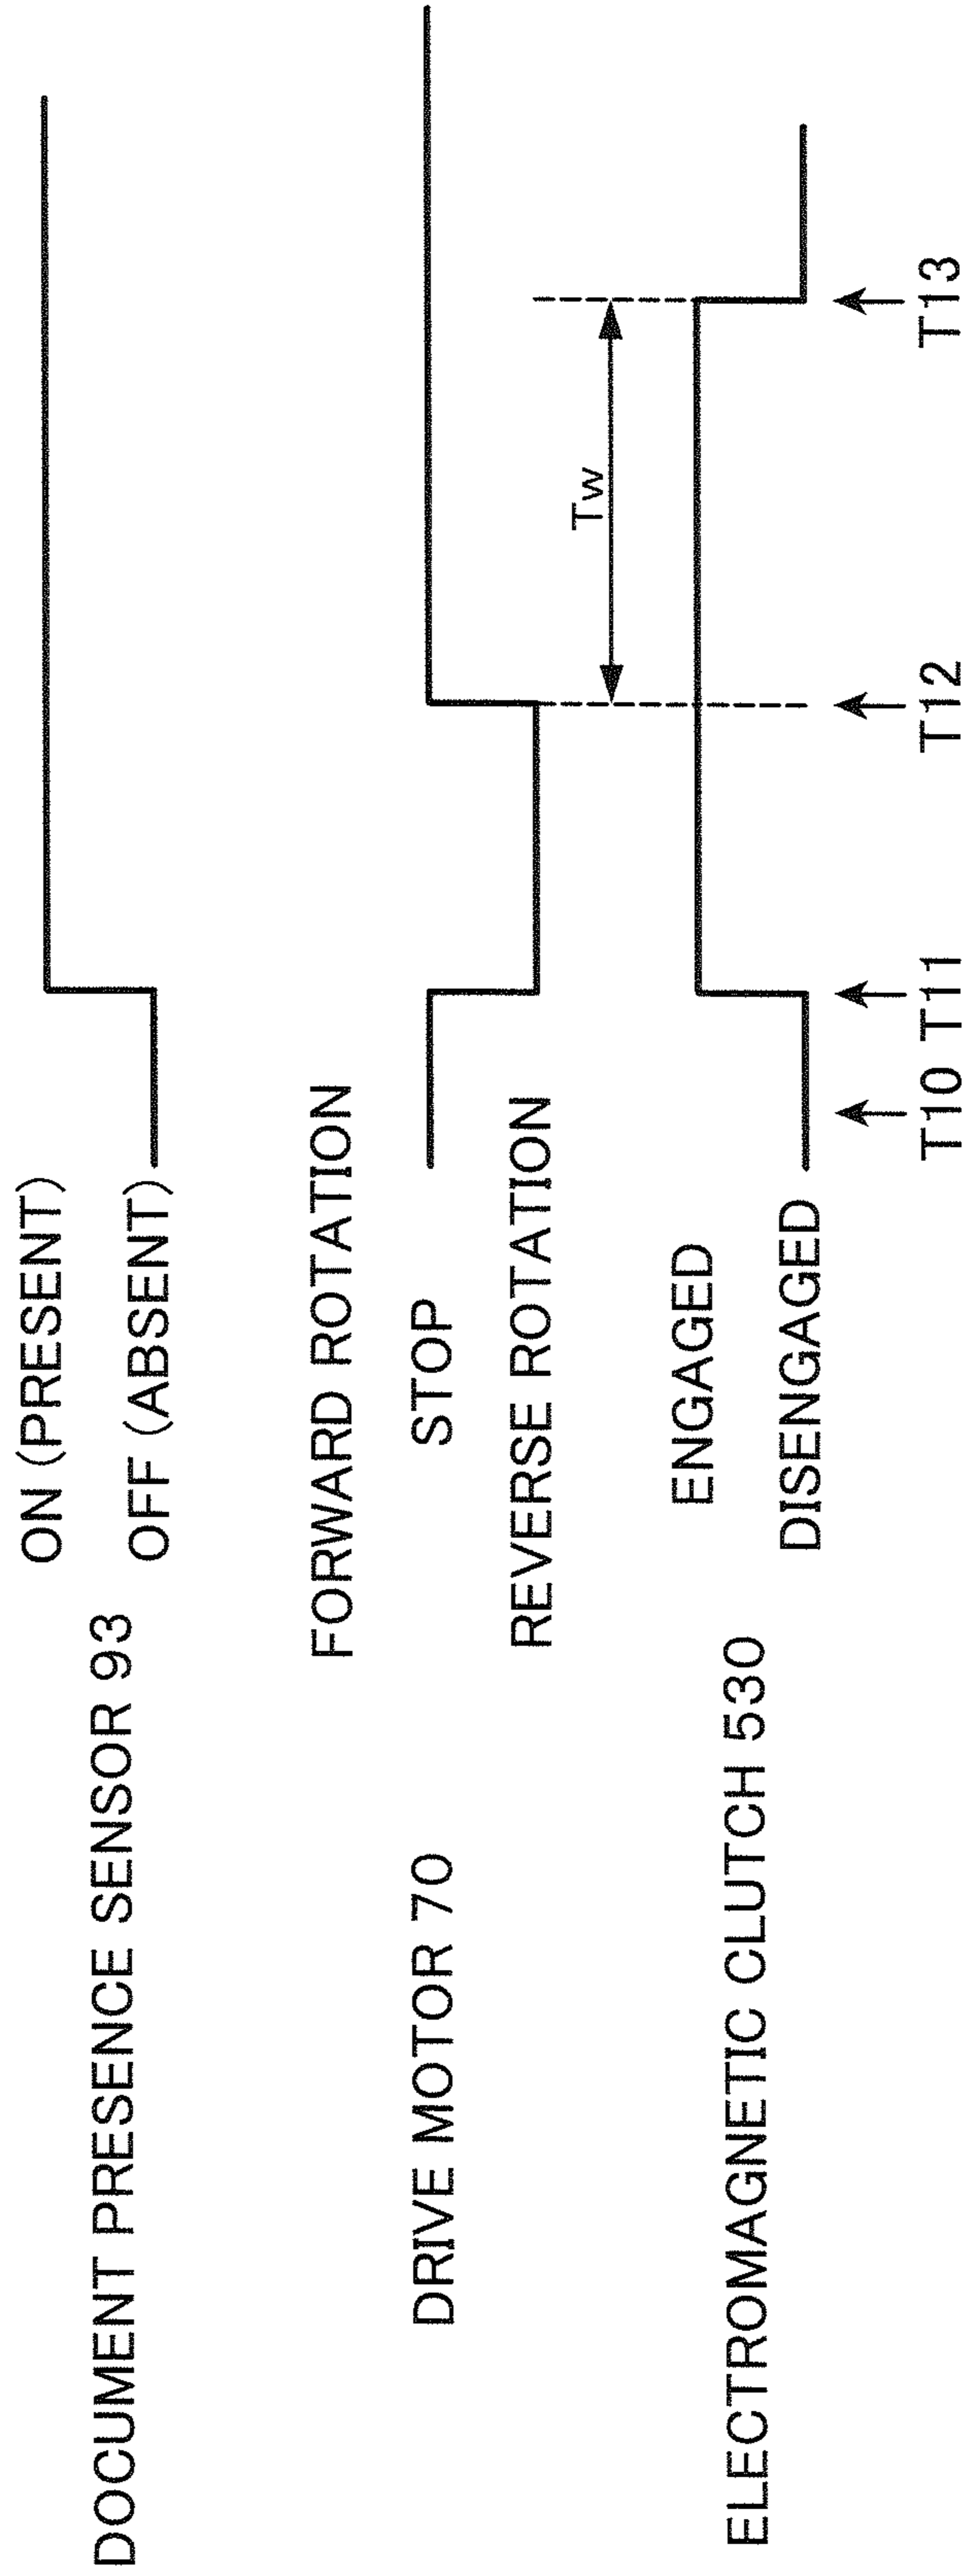 DOCUMENT PRESENCE SENSOR 93
ON (PRESENT)
OFF (ABSENT)
DRIVE MOTOR 70
FORWARD ROTATION
STOP
REVERSE ROTATION
Tw
ELECTROMAGNETIC CLUTCH 530
ENGAGED
DISENGAGED
T10 T11 T12 T13